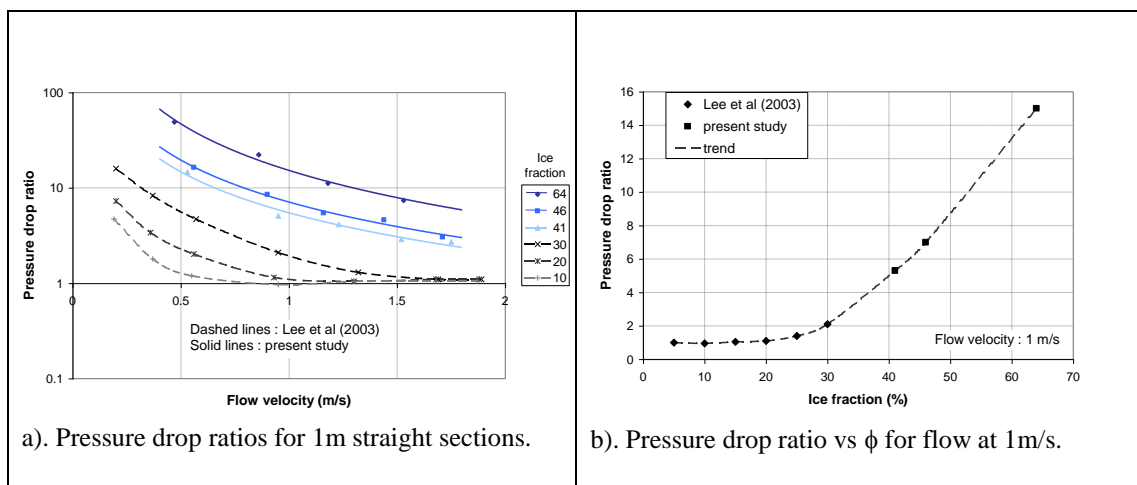 100
10
1
0.1
Pressure drop ratio
0
0.5
1
1.5
2
Flow velocity (m/s)
Dashed lines : Lee et al (2003)
Solid lines : present study
Ice
fraction
64
46
41
30
20
10
a). Pressure drop ratios for 1m straight sections.
16
14
12
10
8
6
4
2
0
Pressure drop ratio
Lee et al (2003)
present study
trend
Flow velocity : 1 m/s
0
10
20
30
40
50
60
70
Ice fraction (%)
b). Pressure drop ratio vs ϕ for flow at 1m/s.